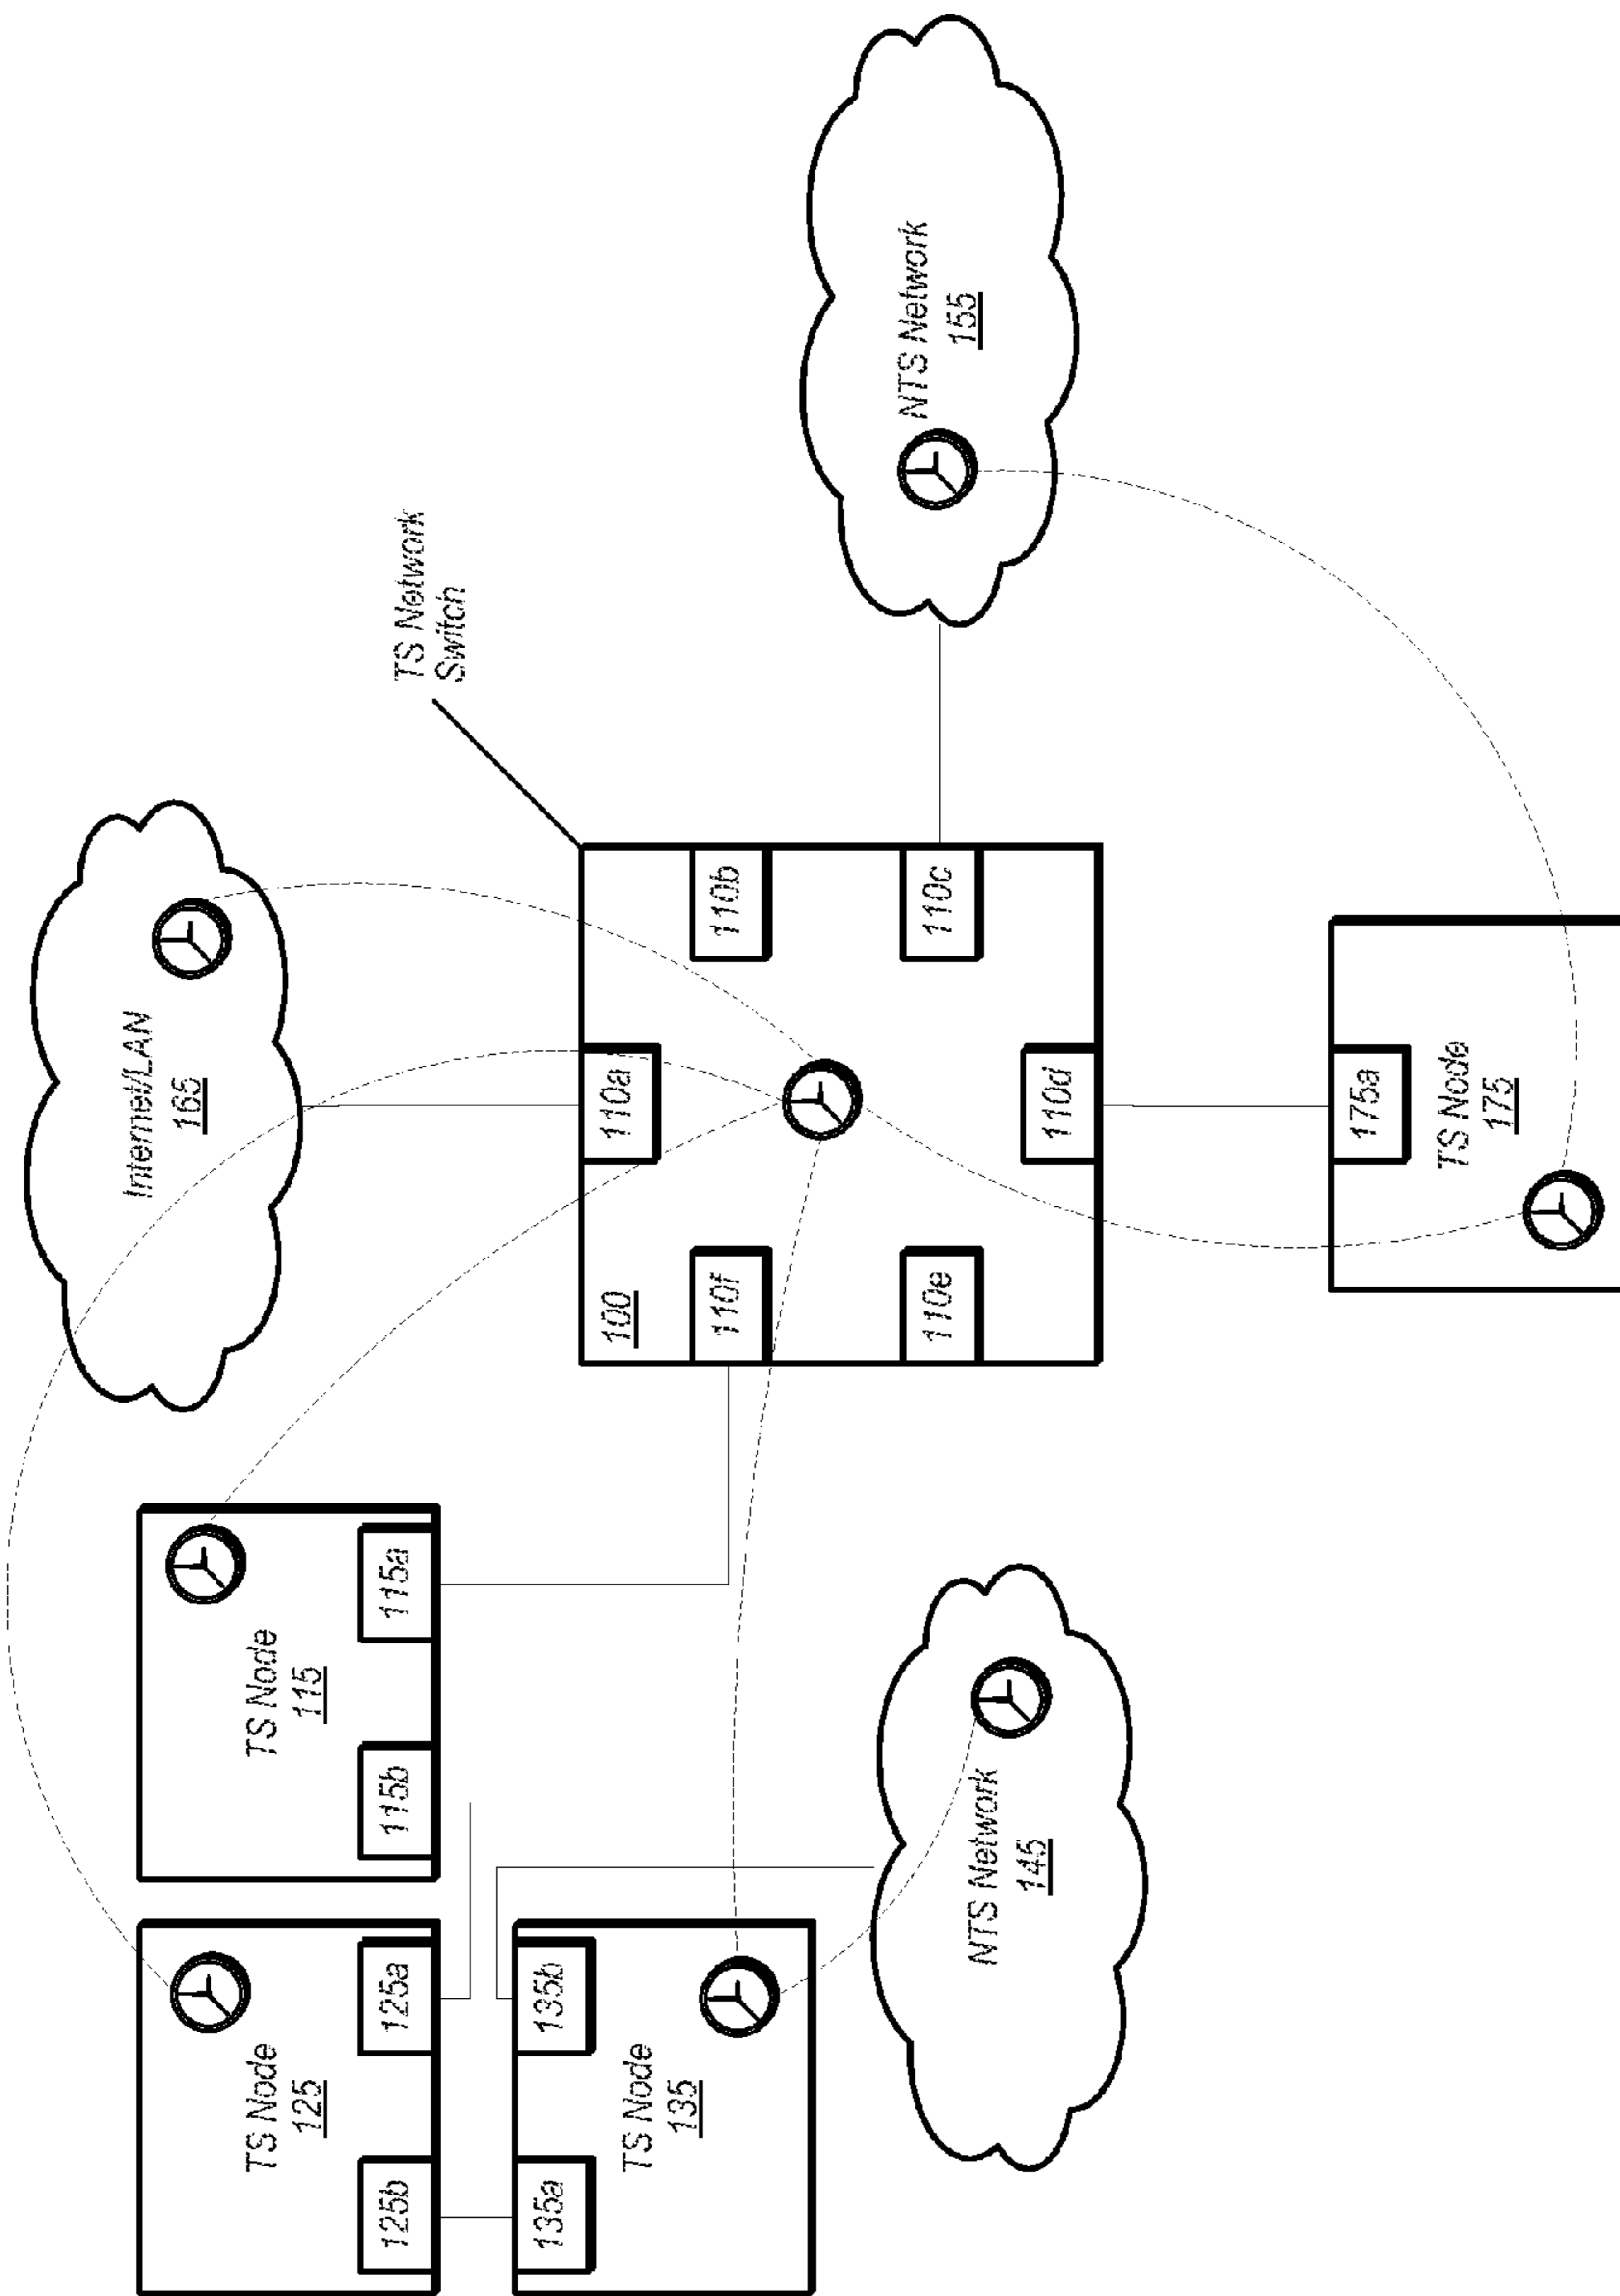 TS Node
125
125b
125a
TS Node
115
115b
115a
Internet/LAN
165
TS Network
Switch
135a
135b
TS Node
135
100
110a
110f
110b
110e
110c
110d
NTS Network
145
NTS Network
155
175a
TS Node
175